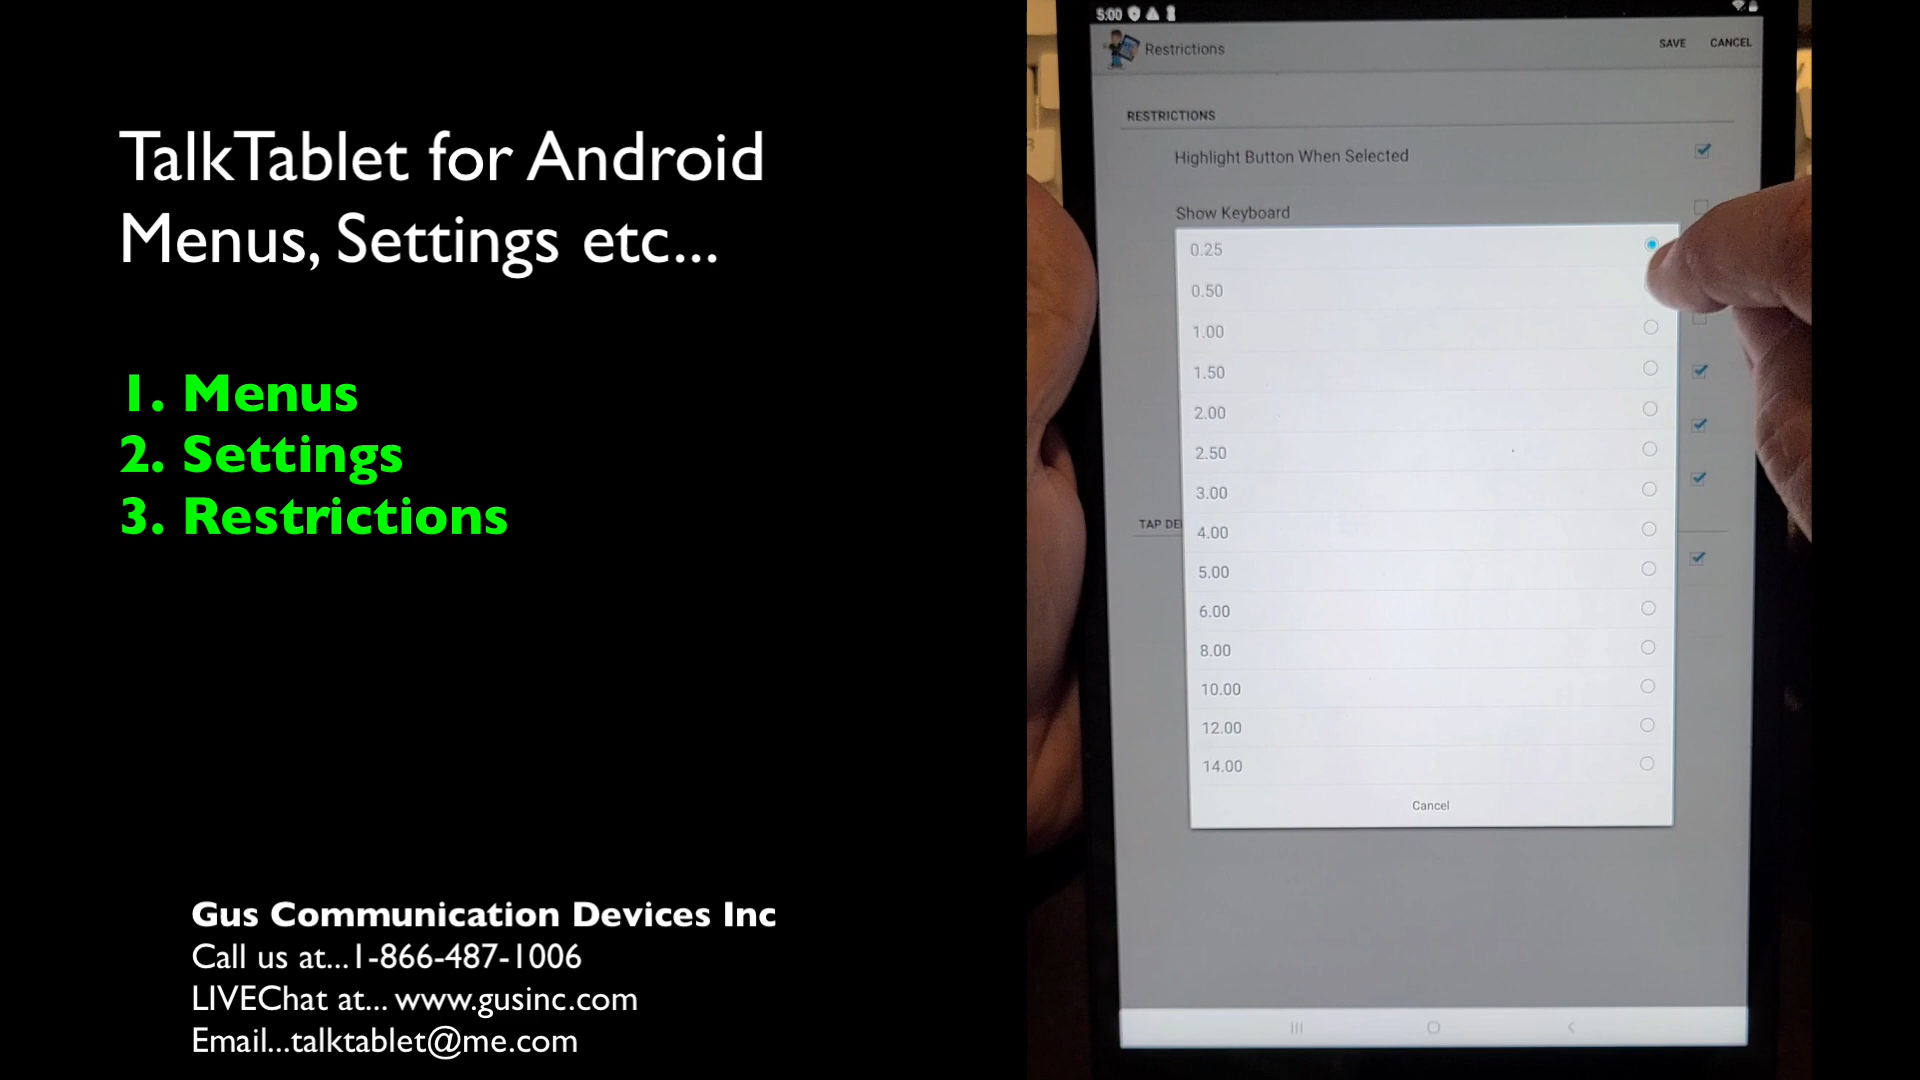 TalkTablet for Android
Menus, Settings etc...
1. Menus
2. Settings
3. Restrictions
Gus Communication Devices Inc
Call us at...1-866-487-1006
LIVEChat at... www.gusinc.com
Email...talktablet@me.com
5:00
Restrictions
SAVE CANCEL
RESTRICTIONS
Highlight Button When Selected
Show Keyboard
0.25
0.50
1.00
1.50
2.00
2.50
3.00
TAP
4.00
5.00
6.00
8.00
10.00
12.00
14.00
Cancel